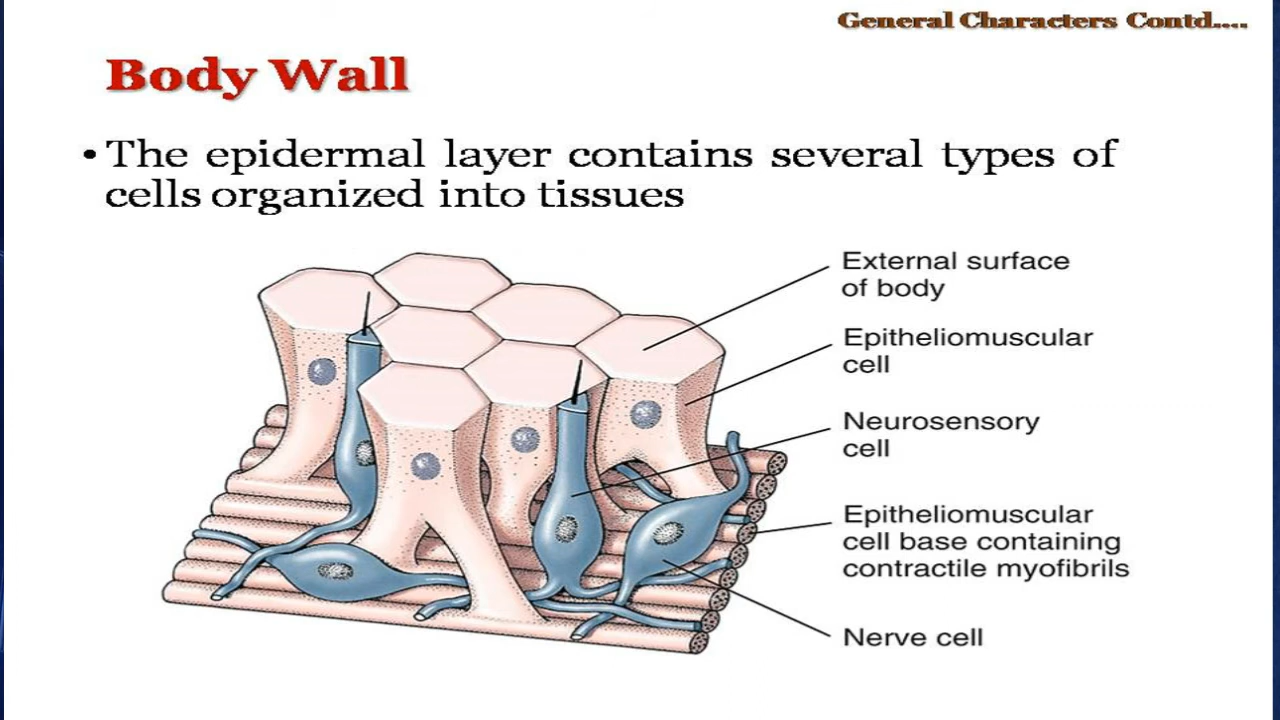 General Characters Contd....
Body Wall
• The epidermal layer contains several types of
cells organized into tissues
External surface
of body
Epitheliomuscular
cell
Neurosensory
cell
Epitheliomuscular
cell base containing
contractile myofibrils
Nerve cell